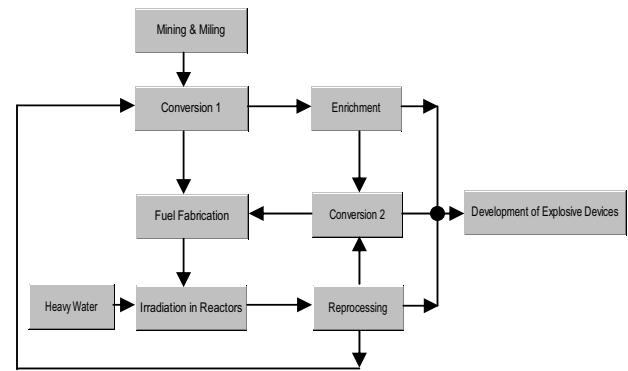 Mining & Miling
Conversion 1
Enrichment
Fuel Fabrication
Conversion 2
Development of Explosive Devices
Heavy Water
Irradiation in Reactors
Reprocessing